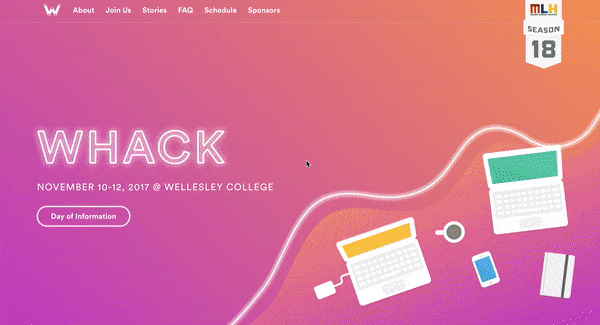 W About Join Us Stories FAQ Schedule Sponsors
MLH
SEASON
18
WHACK
NOVEMBER 10-12, 2017 @ WELLESLEY COLLEGE
Day of Information